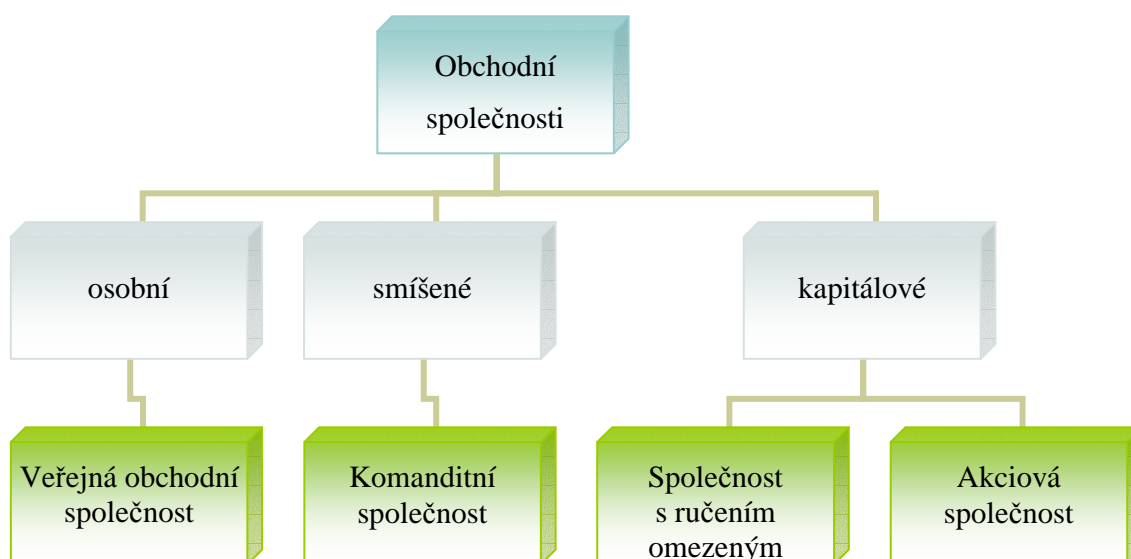 Obchodní
společnosti
osobní
smíšené
kapitálové
Veřejná obchodní
společnost
Komanditní
společnost
Společnost
s ručením
omezeným
Akciová
společnost